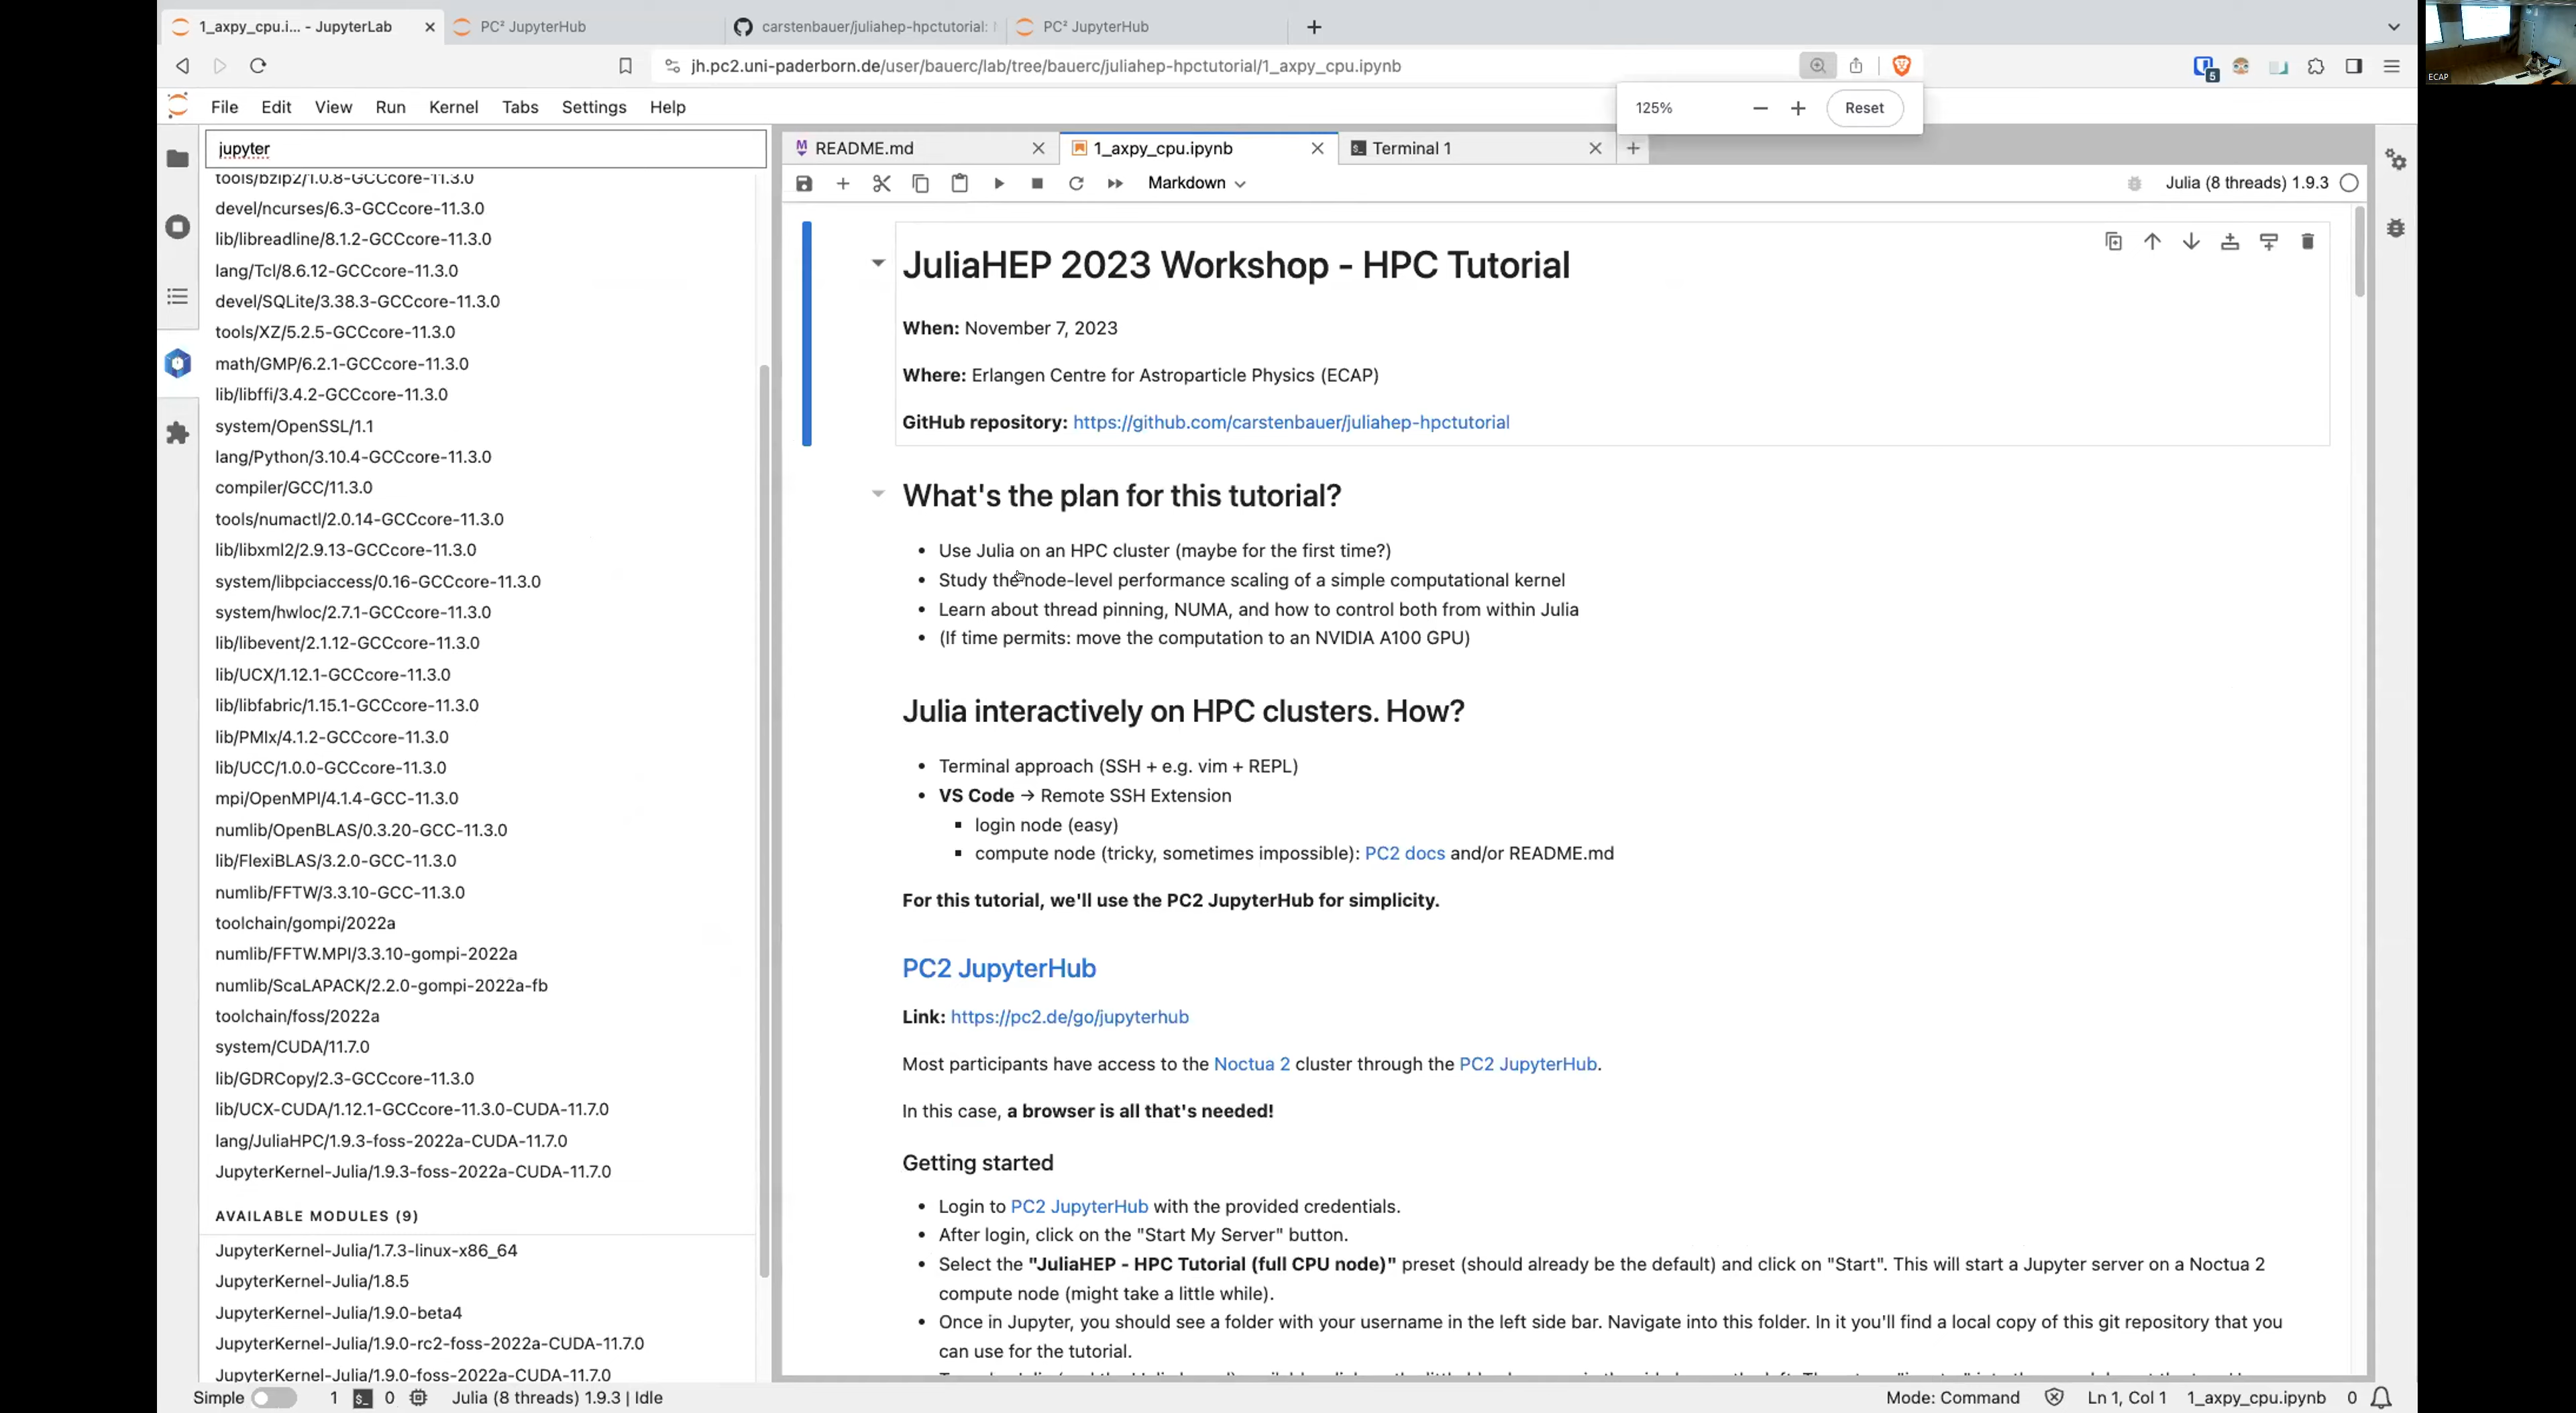 1_axpy_cpu.i... - JupyterLab
PC² JupyterHub
carstenbauer/juliahep-hpctutorial:
PC² JupyterHub
jh.pc2.uni-paderborn.de/user/bauerc/lab/tree/bauerc/juliahep-hpctutorial/1_axpy_cpu.ipynb
5
ECAP
125%
Reset
File Edit View Run Kernel Tabs Settings Help
jupyter
tools/bzip2/1.0.8-GCCcore-11.3.0
devel/ncurses/6.3-GCCcore-11.3.0
lib/libreadline/8.1.2-GCCcore-11.3.0
lang/Tcl/8.6.12-GCCcore-11.3.0
devel/SQLite/3.38.3-GCCcore-11.3.0
tools/XZ/5.2.5-GCCcore-11.3.0
math/GMP/6.2.1-GCCcore-11.3.0
lib/libffi/3.4.2-GCCcore-11.3.0
system/OpenSSL/1.1
lang/Python/3.10.4-GCCcore-11.3.0
compiler/GCC/11.3.0
tools/numactl/2.0.14-GCCcore-11.3.0
lib/libxml2/2.9.13-GCCcore-11.3.0
system/libpciaccess/0.16-GCCcore-11.3.0
system/hwloc/2.7.1-GCCcore-11.3.0
lib/libevent/2.1.12-GCCcore-11.3.0
lib/UCX/1.12.1-GCCcore-11.3.0
lib/libfabric/1.15.1-GCCcore-11.3.0
lib/PMIx/4.1.2-GCCcore-11.3.0
lib/UCC/1.0.0-GCCcore-11.3.0
mpi/OpenMPI/4.1.4-GCC-11.3.0
numlib/OpenBLAS/0.3.20-GCC-11.3.0
lib/FlexiBLAS/3.2.0-GCC-11.3.0
numlib/FFTW/3.3.10-GCC-11.3.0
toolchain/gompi/2022a
numlib/FFTW.MPI/3.3.10-gompi-2022a
numlib/ScaLAPACK/2.2.0-gompi-2022a-fb
toolchain/foss/2022a
system/CUDA/11.7.0
lib/GDRCopy/2.3-GCCcore-11.3.0
lib/UCX-CUDA/1.12.1-GCCcore-11.3.0-CUDA-11.7.0
lang/JuliaHPC/1.9.3-foss-2022a-CUDA-11.7.0
JupyterKernel-Julia/1.9.3-foss-2022a-CUDA-11.7.0
AVAILABLE MODULES (9)
JupyterKernel-Julia/1.7.3-linux-x86_64
JupyterKernel-Julia/1.8.5
JupyterKernel-Julia/1.9.0-beta4
JupyterKernel-Julia/1.9.0-rc2-foss-2022a-CUDA-11.7.0
JupyterKernel-Julia/1.9.0-foss-2022a-CUDA-11.7.0
README.md
1_axpy_cpu.ipynb
Terminal 1
Markdown
Julia (8 threads) 1.9.3
JuliaHEP 2023 Workshop - HPC Tutorial
When: November 7, 2023
Where: Erlangen Centre for Astroparticle Physics (ECAP)
GitHub repository: https://github.com/carstenbauer/juliahep-hpctutorial
What's the plan for this tutorial?
• Use Julia on an HPC cluster (maybe for the first time?)
• Study the node-level performance scaling of a simple computational kernel
• Learn about thread pinning, NUMA, and how to control both from within Julia
• (If time permits: move the computation to an NVIDIA A100 GPU)
Julia interactively on HPC clusters. How?
• Terminal approach (SSH + e.g. vim + REPL)
• VS Code → Remote SSH Extension
▪ login node (easy)
▪ compute node (tricky, sometimes impossible): PC2 docs and/or README.md
For this tutorial, we'll use the PC2 JupyterHub for simplicity.
PC2 JupyterHub
Link: https://pc2.de/go/jupyterhub
Most participants have access to the Noctua 2 cluster through the PC2 JupyterHub.
In this case, a browser is all that's needed!
Getting started
• Login to PC2 JupyterHub with the provided credentials.
• After login, click on the "Start My Server" button.
• Select the "JuliaHEP - HPC Tutorial (full CPU node)" preset (should already be the default) and click on "Start". This will start a Jupyter server on a Noctua 2
compute node (might take a little while).
• Once in Jupyter, you should see a folder with your username in the left side bar. Navigate into this folder. In it you'll find a local copy of this git repository that you
can use for the tutorial.
Simple 1 0 Julia (8 threads) 1.9.3 | Idle
Mode: Command Ln 1, Col 1 1_axpy_cpu.ipynb 0